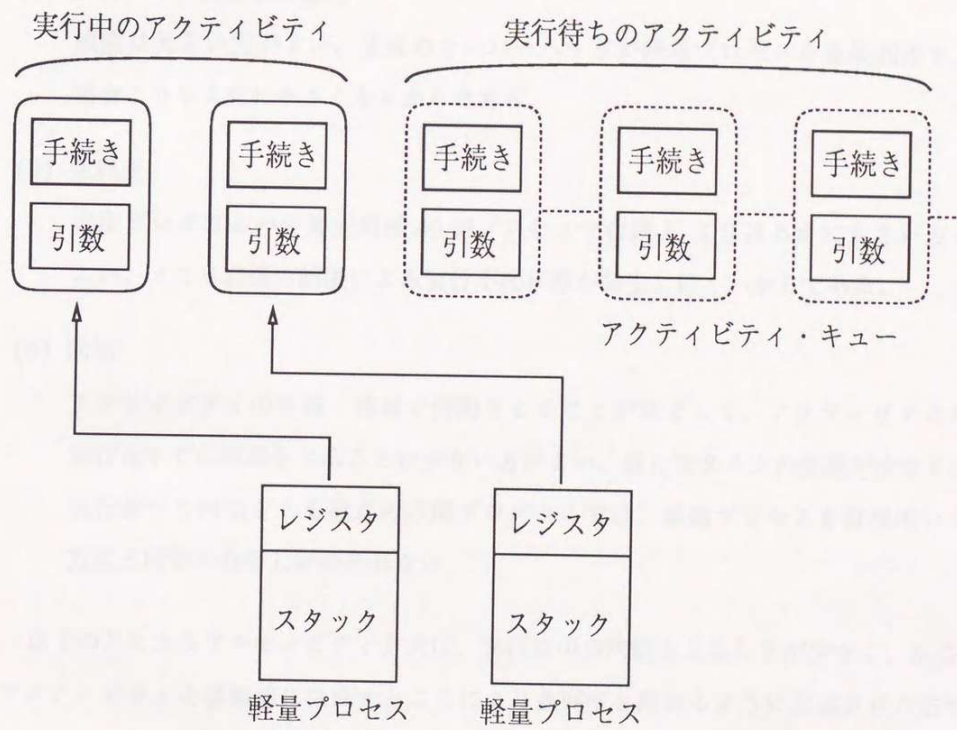 実行中のアクティビティ
実行待ちのアクティビティ
手続き
手続き
手続き
手続き
手続き
引数
引数
引数
引数
引数
アクティビティ・キュー
レジスタ
レジスタ
スタック
スタック
軽量プロセス
軽量プロセス